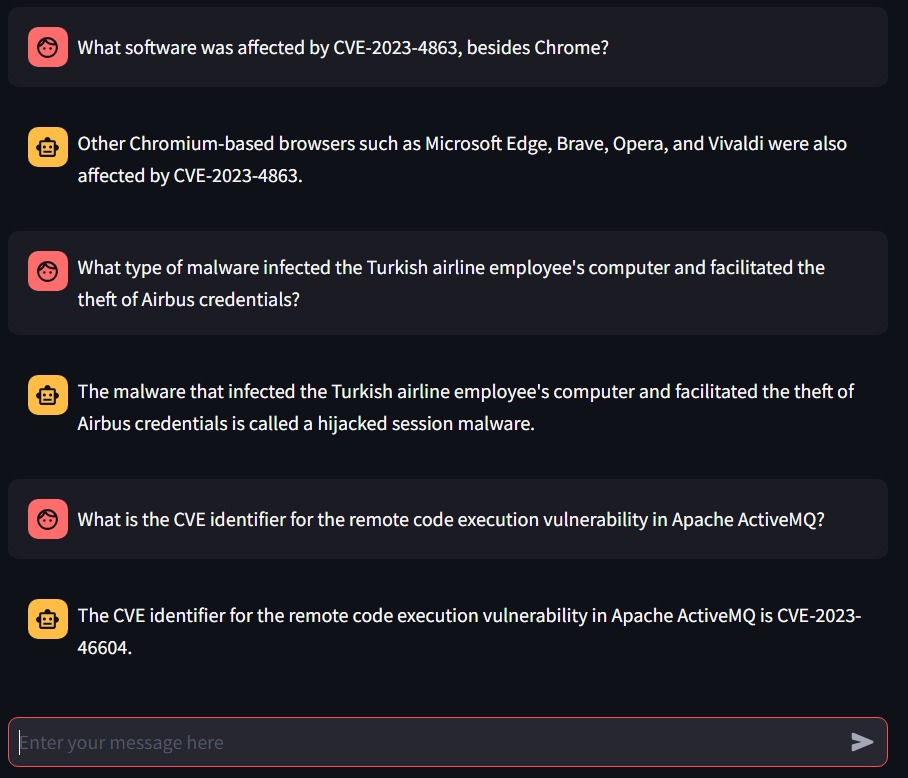 What software was affected by CVE-2023-4863, besides Chrome?
Other Chromium-based browsers such as Microsoft Edge, Brave, Opera, and Vivaldi were also
affected by CVE-2023-4863.
What type of malware infected the Turkish airline employee's computer and facilitated the
theft of Airbus credentials?
The malware that infected the Turkish airline employee's computer and facilitated the theft of
Airbus credentials is called a hijacked session malware.
What is the CVE identifier for the remote code execution vulnerability in Apache ActiveMQ?
The CVE identifier for the remote code execution vulnerability in Apache ActiveMQ is CVE-2023-
46604.
Enter your message here